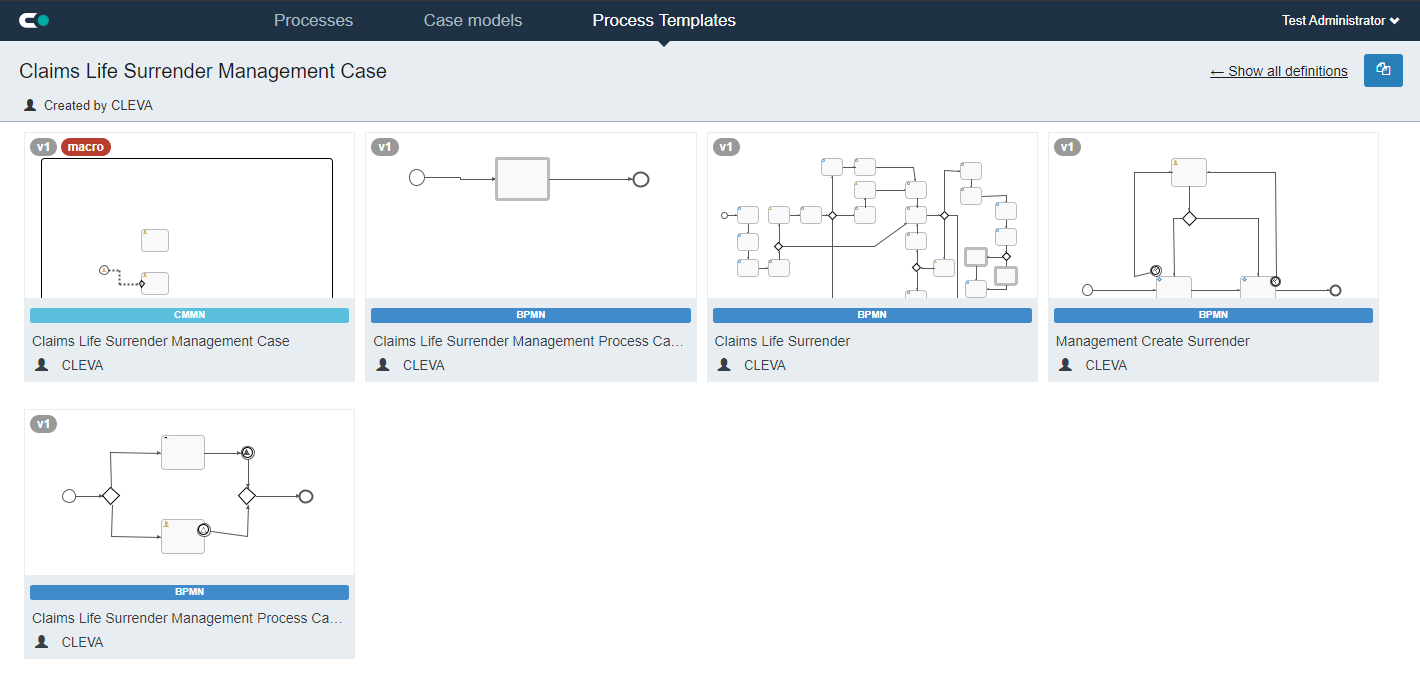 Processes
Case models
Process Templates
Test Administrator
Claims Life Surrender Management Case
← Show all definitions
Created by CLEVA
v1 macro
CMMN
Claims Life Surrender Management Case
CLEVA
v1
BPMN
Claims Life Surrender Management Process Ca...
CLEVA
v1
BPMN
Claims Life Surrender
CLEVA
v1
BPMN
Management Create Surrender
CLEVA
v1
BPMN
Claims Life Surrender Management Process Ca...
CLEVA